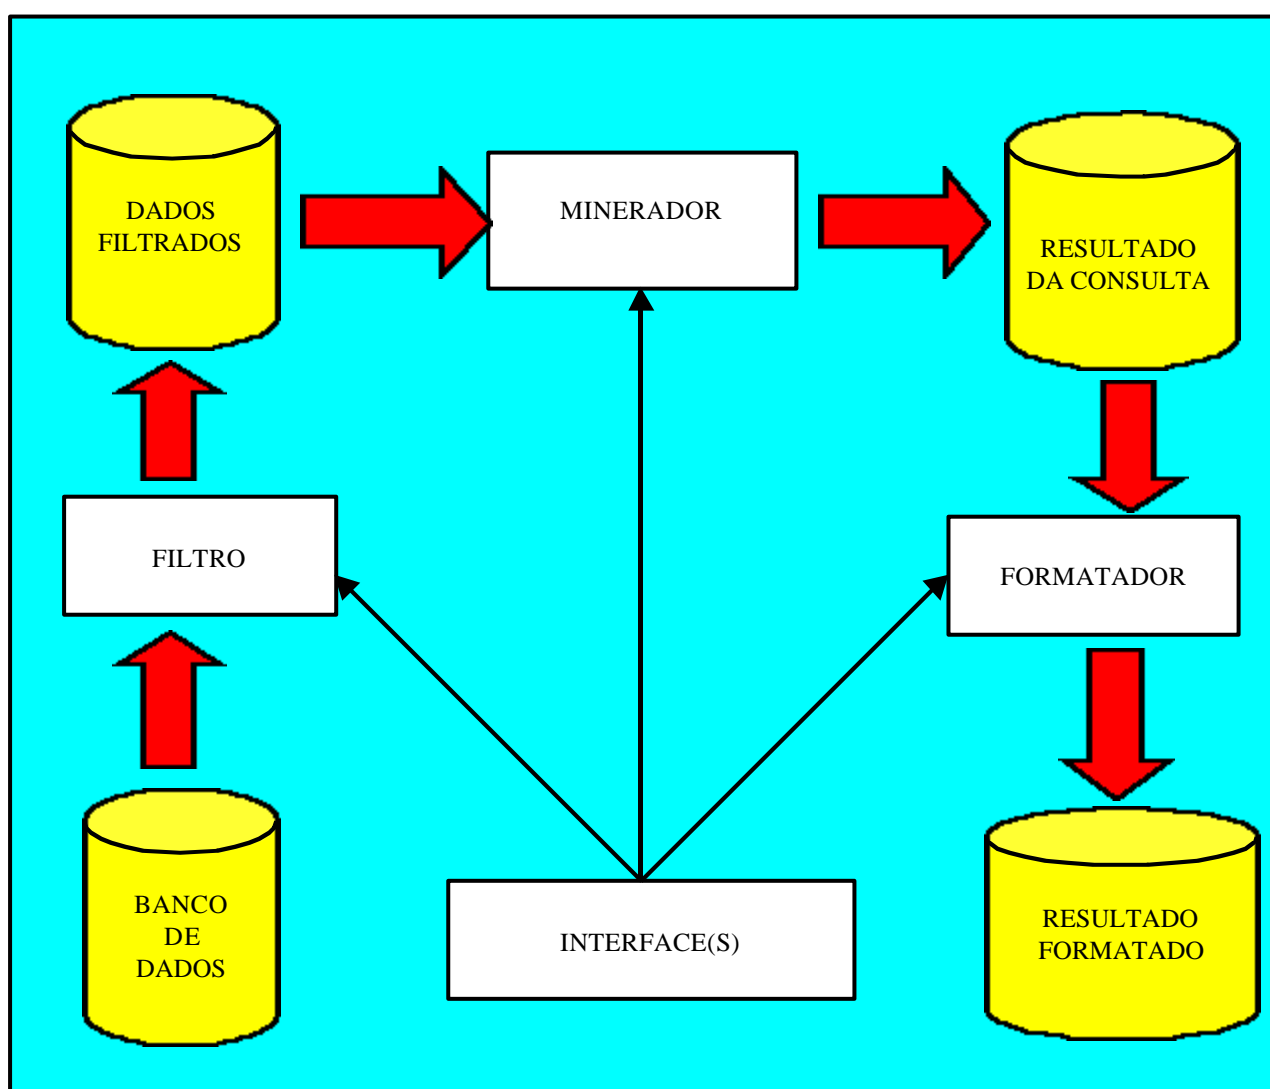 DADOS
FILTRADOS
MINERADOR
RESULTADO
DA CONSULTA
FILTRO
FORMATADOR
BANCO
DE
DADOS
INTERFACE(S)
RESULTADO
FORMATADO